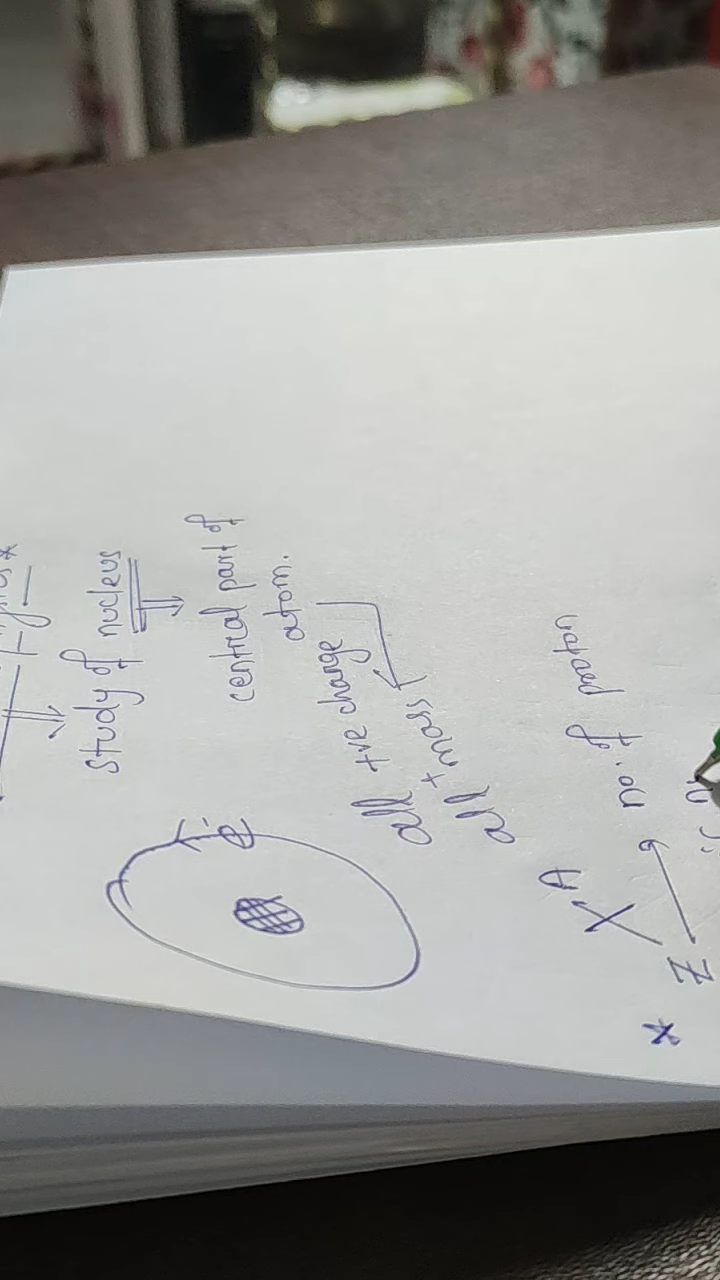 study of nucleus
central part of
atom.
all +ve charge
+
all mass
e-
* Z X A
no. of proton